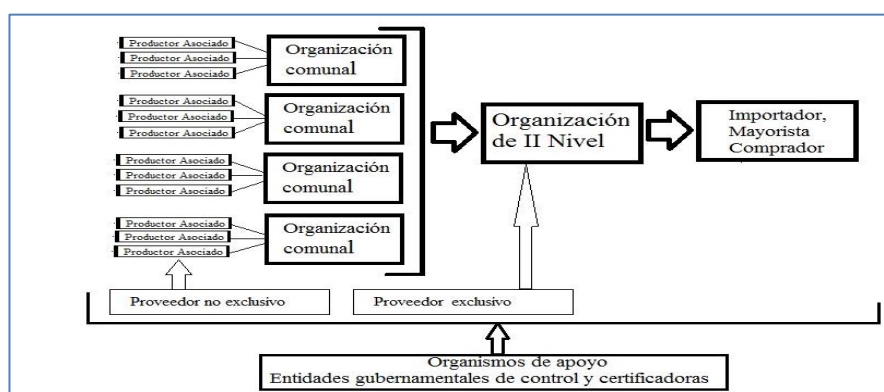 Productor Asociado
Productor Asociado
Productor Asociado
Organización
comunal
Productor Asociado
Productor Asociado
Productor Asociado
Organización
comunal
Productor Asociado
Productor Asociado
Productor Asociado
Organización
comunal
Productor Asociado
Productor Asociado
Productor Asociado
Organización
comunal
Organización
de II Nivel
Importador,
Mayorista
Comprador
Proveedor no exclusivo
Proveedor exclusivo
Organismos de apoyo
Entidades gubernamentales de control y certificadoras